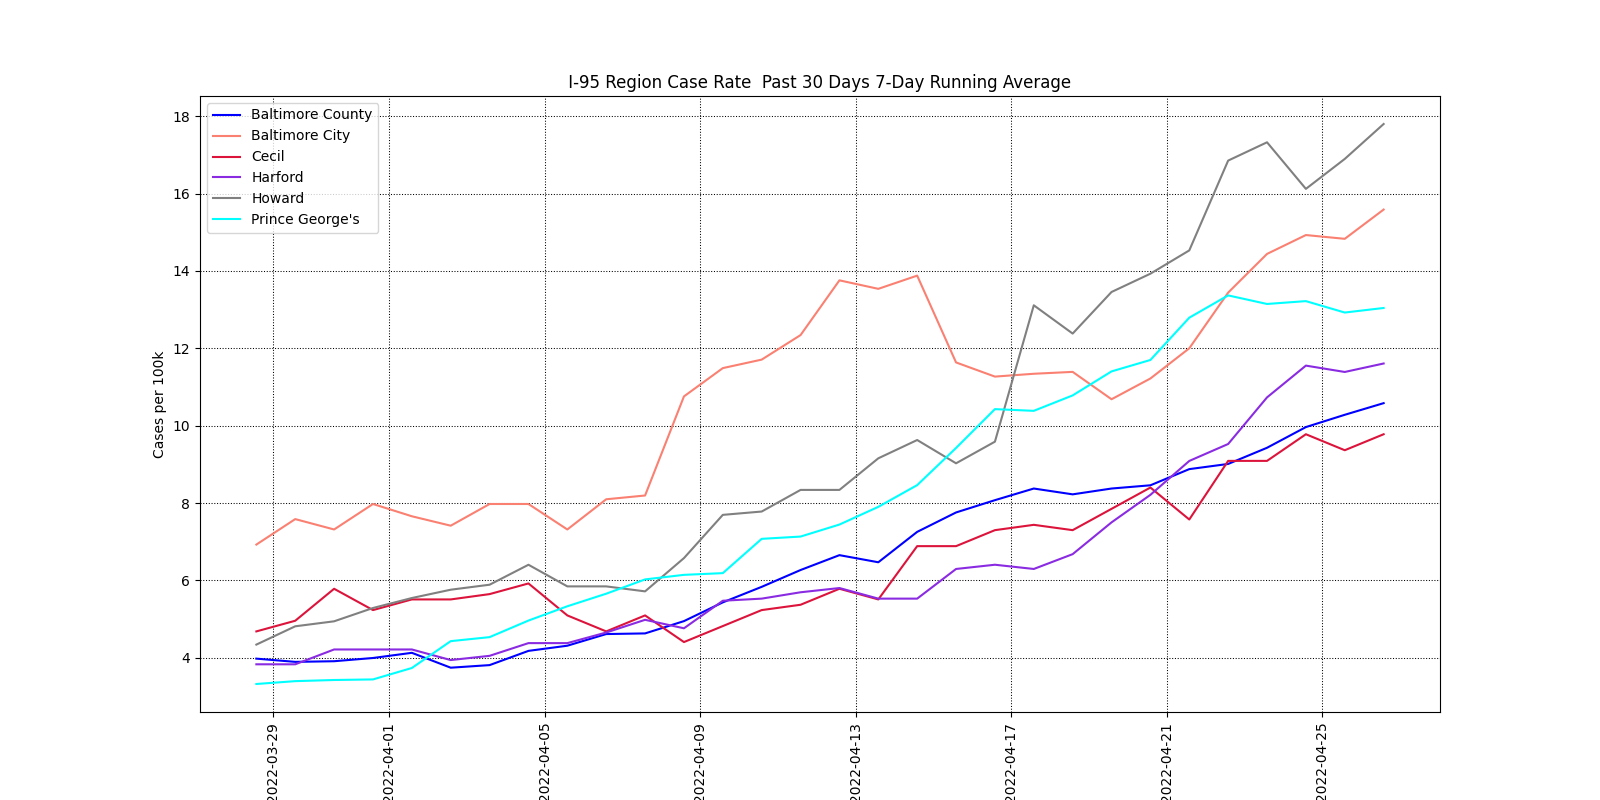 I-95 Region Case Rate  Past 30 Days 7-Day Running Average
Baltimore County
Baltimore City
Cecil
Harford
Howard
Prince George's
Cases per 100k
18
16
14
12
10
8
6
4
2022-03-29
2022-04-01
2022-04-05
2022-04-09
2022-04-13
2022-04-17
2022-04-21
2022-04-25